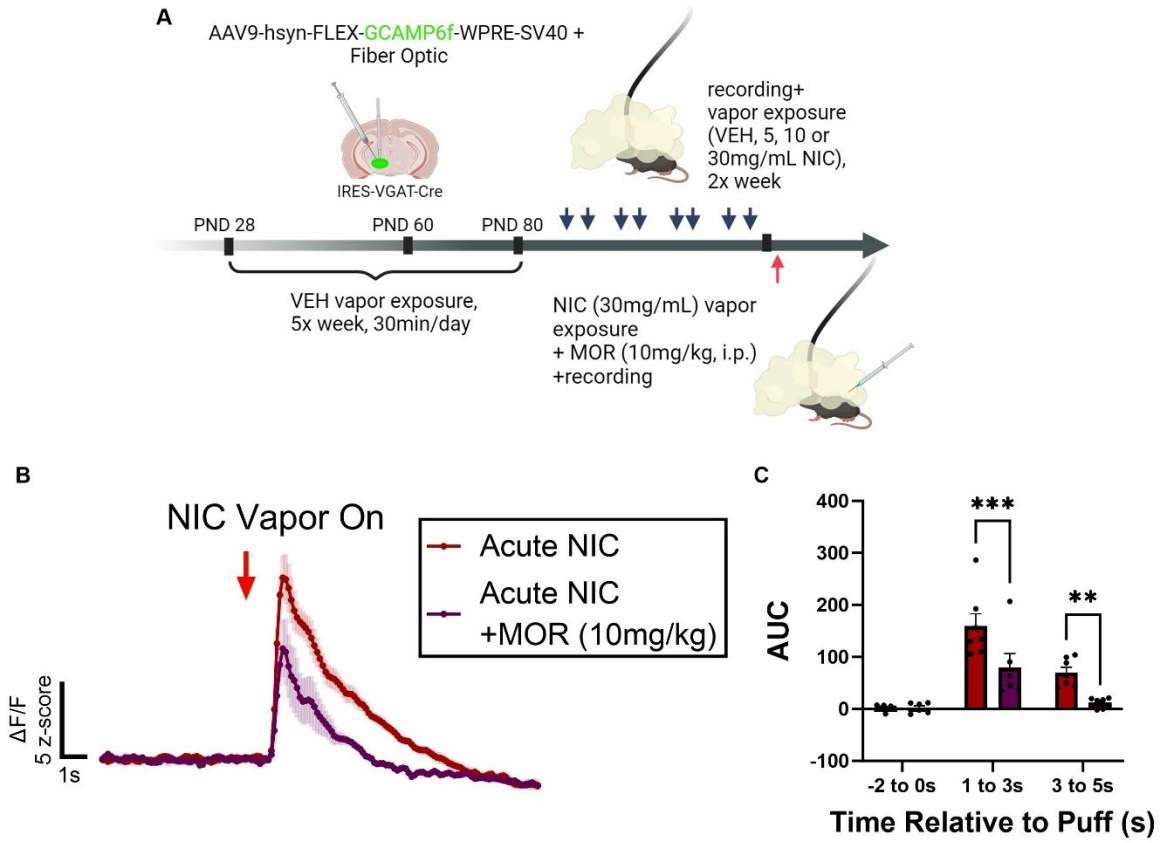 A
AAV9-hsyn-FLEX-GCAMP6f-WPRE-SV40 +
Fiber Optic
IRES-VGAT-Cre
recording+
vapor exposure
(VEH, 5, 10 or
30mg/mL NIC),
2x week
PND 28
PND 60
PND 80
VEH vapor exposure,
5x week, 30min/day
NIC (30mg/mL) vapor
exposure
+ MOR (10mg/kg, i.p.)
+recording
B
NIC Vapor On
Acute NIC
Acute NIC
+MOR (10mg/kg)
ΔF/F
5 z-score
1s
C
AUC
400
300
200
100
0
-100
***
**
-2 to 0s
1 to 3s
3 to 5s
Time Relative to Puff (s)